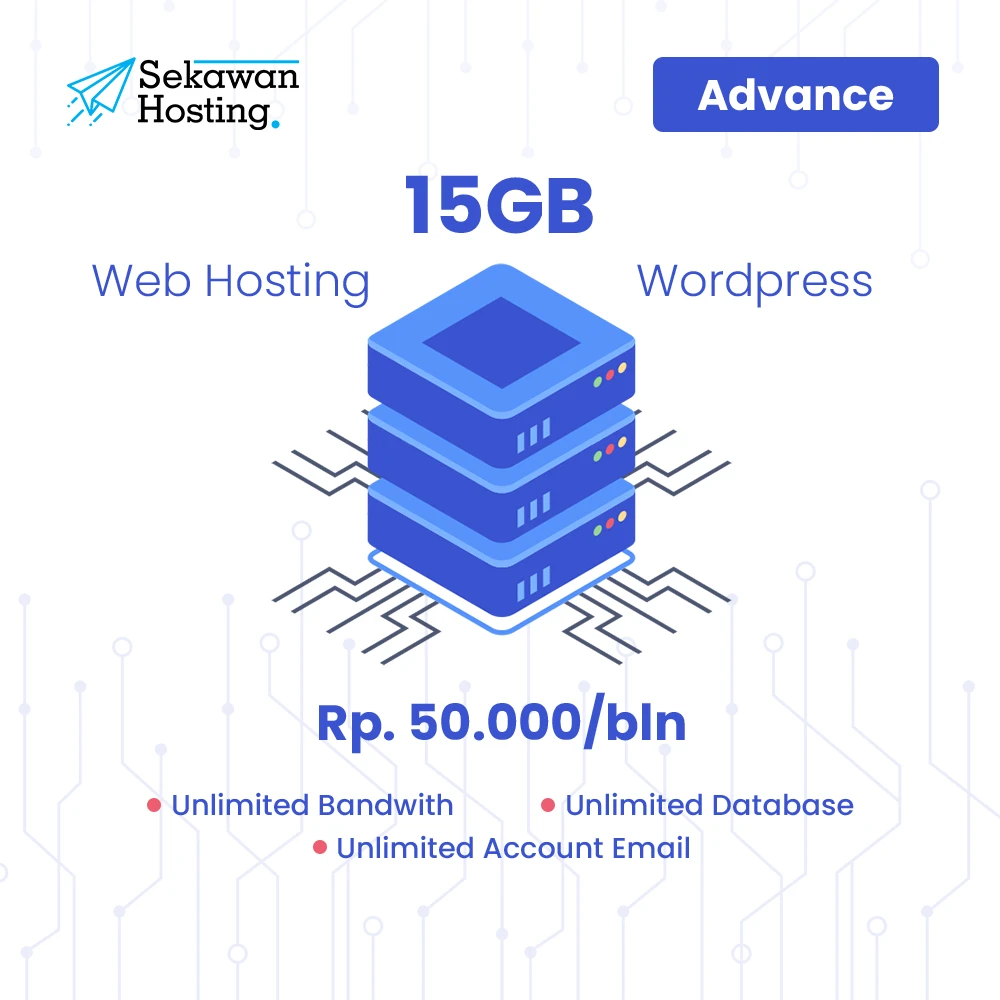 Sekawan
Hosting.
Advance
15GB
Web Hosting
Wordpress
Rp. 50.000/bln
Unlimited Bandwith
Unlimited Database
Unlimited Account Email